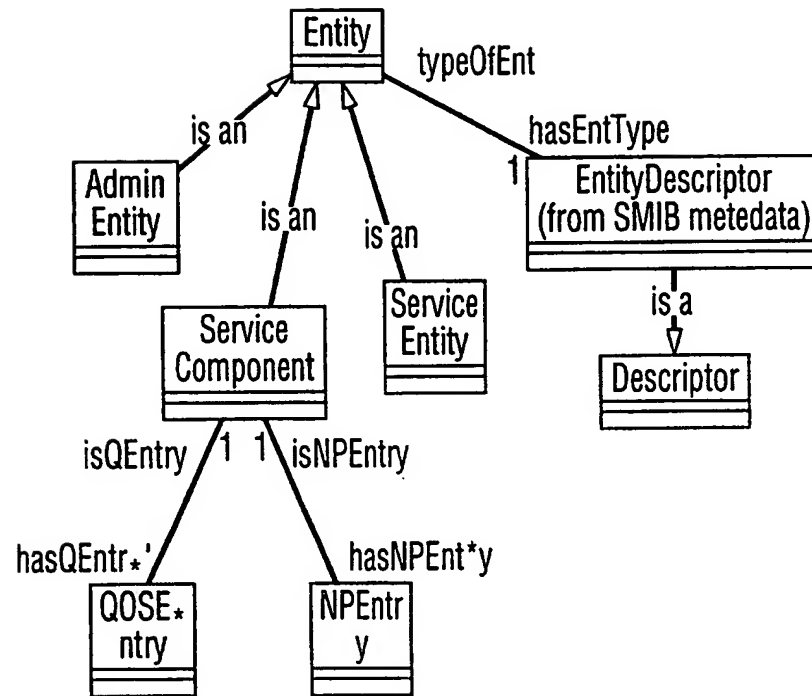 Entity
typeOfEnt
is an
hasEntType
1
Admin
Entity
EntityDescriptor
(from SMIB metedata)
is an
is an
is a
Service
Component
Service
Entity
Descriptor
isQEntry
1
1
isNPEntry
hasQEntr*'
hasNPEnt*y
QOSE*
ntry
NPEntr
y